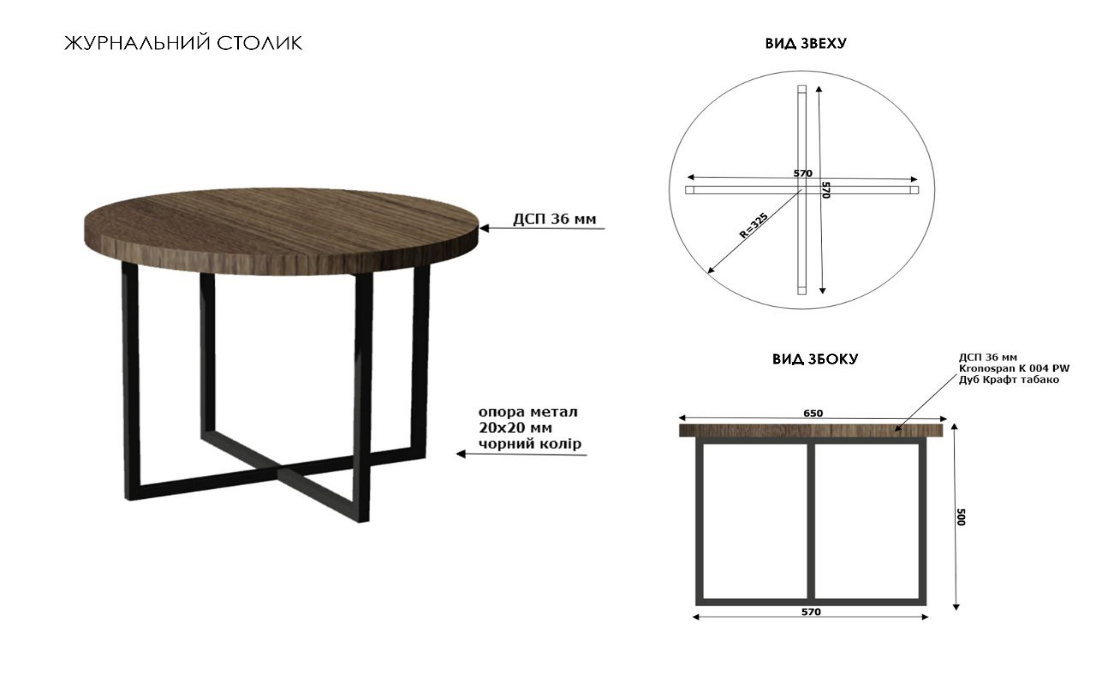 ЖУРНАЛЬНИЙ СТОЛИК
ДСП 36 мм
опора метал
20х20 мм
чорний колір
ВИД ЗВЕХУ
570
570
R=325
ВИД ЗБОКУ
ДСП 36 мм
Kronospan K 004 PW
Дуб Крафт табако
650
500
570